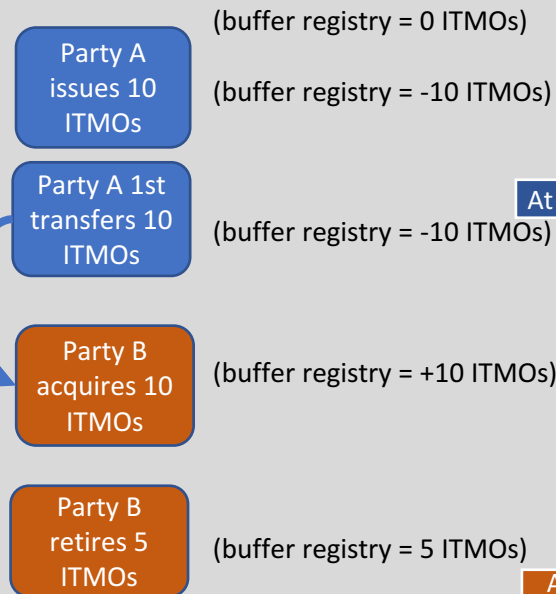 (buffer registry = 0 ITMOs)
Party A
issues 10
ITMOs
(buffer registry = -10 ITMOs)
Party A 1st
transfers 10
ITMOs
At
(buffer registry = -10 ITMOs)
Party B
acquires 10
ITMOs
(buffer registry = +10 ITMOs)
Party B
retires 5
ITMOs
(buffer registry = 5 ITMOs)
A